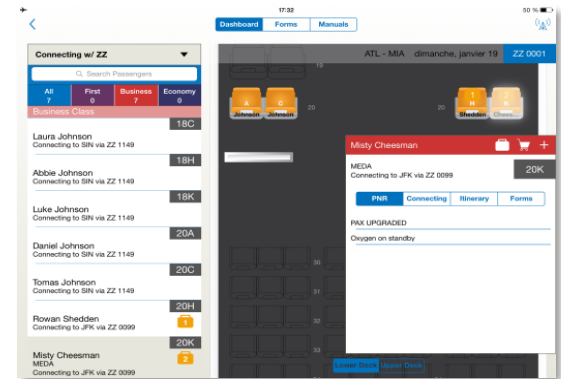 17:32
50 %
Dashboard Forms Manuals
Connecting w/ ZZ
Search Passengers
All First Business Economy
7 0 7 0
Business Class
18C
Laura Johnson
Connecting to SIN via ZZ 1149
18H
Abbie Johnson
Connecting to SIN via ZZ 1149
18K
Luke Johnson
Connecting to SIN via ZZ 1149
20A
Daniel Johnson
Connecting to SIN via ZZ 1149
20C
Tomas Johnson
Connecting to SIN via ZZ 1149
20H
Rowan Shedden
Connecting to JFK via ZZ 0099
1
20K
Misty Cheesman
MEDA
Connecting to JFK via ZZ 0099
2
ATL - MIA dimanche, janvier 19 ZZ 0001
19
A C 20 20 1 H 2 K
Johnson Johnson Shedden Chees...
Misty Cheesman
MEDA
Connecting to JFK via ZZ 0099
20K
PNR Connecting Itinerary Forms
PAX UPGRADED
Oxygen on standby
30
31
32
33
Lower Deck Upper Deck